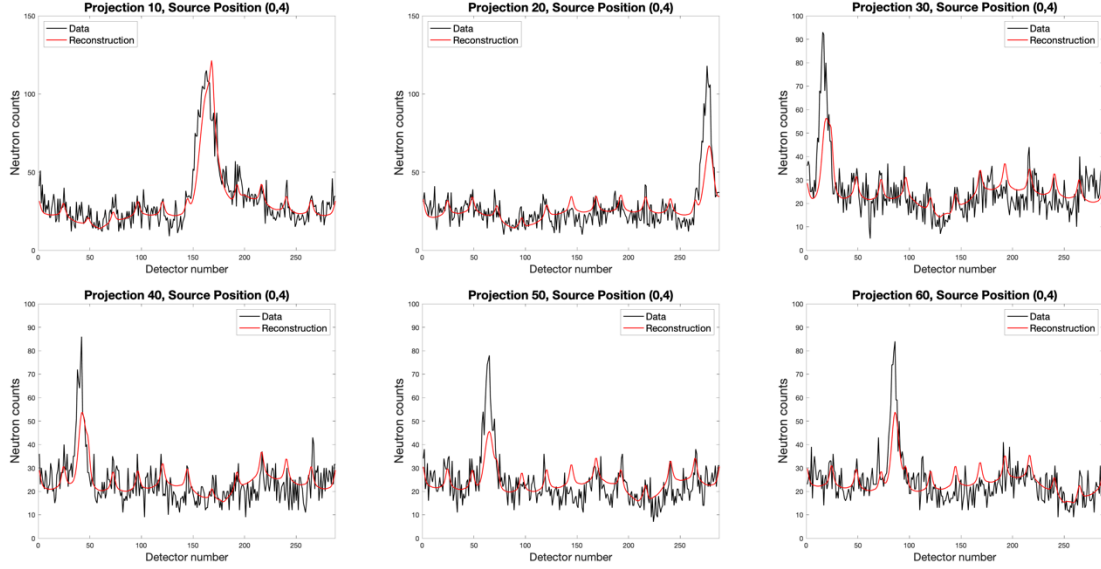 Projection 10, Source Position (0,4)
Data
Reconstruction
Neutron counts
150
100
50
0
0 50 100 150 200 250
Detector number
Projection 20, Source Position (0,4)
Data
Reconstruction
Neutron counts
150
100
50
0
0 50 100 150 200 250
Detector number
Projection 30, Source Position (0,4)
Data
Reconstruction
Neutron counts
100
90
80
70
60
50
40
30
20
10
0
0 50 100 150 200 250
Detector number
Projection 40, Source Position (0,4)
Data
Reconstruction
Neutron counts
100
90
80
70
60
50
40
30
20
10
0
0 50 100 150 200 250
Detector number
Projection 50, Source Position (0,4)
Data
Reconstruction
Neutron counts
100
90
80
70
60
50
40
30
20
10
0
0 50 100 150 200 250
Detector number
Projection 60, Source Position (0,4)
Data
Reconstruction
Neutron counts
100
90
80
70
60
50
40
30
20
10
0
0 50 100 150 200 250
Detector number